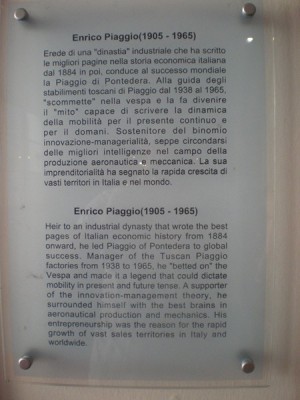 Enrico Piaggio(1905 - 1965)
Erede di una "dinastia" industriale che ha scritto
le migliori pagine nella storia economica italiana
dal 1884 in poi, conduce al successo mondiale
la Piaggio di Pontedera. Alla guida degli
stabilimenti toscani di Piaggio dal 1938 al 1965,
"scommette" nella vespa e la fa divenire
il "mito" capace di scrivere la dinamica
della mobilità per il presente continuo e
per il domani. Sostenitore del binomio
innovazione-managerialità, seppe circondarsi
delle migliori intelligenze nel campo della
produzione aeronautica e meccanica. La sua
imprenditorialità ha segnato la rapida crescita di
vasti territori in Italia e nel mondo.
Enrico Piaggio(1905 - 1965)
Heir to an industrial dynasty that wrote the best
pages of Italian economic history from 1884
onward, he led Piaggio of Pontedera to global
success. Manager of the Tuscan Piaggio
factories from 1938 to 1965, he "betted on" the
Vespa and made it a legend that could dictate
mobility in present and future tense. A supporter
of the innovation-management theory, he
surrounded himself with the best brains in
aeronautical production and mechanics. His
entrepreneurship was the reason for the rapid
growth of vast sales territories in Italy and
worldwide.